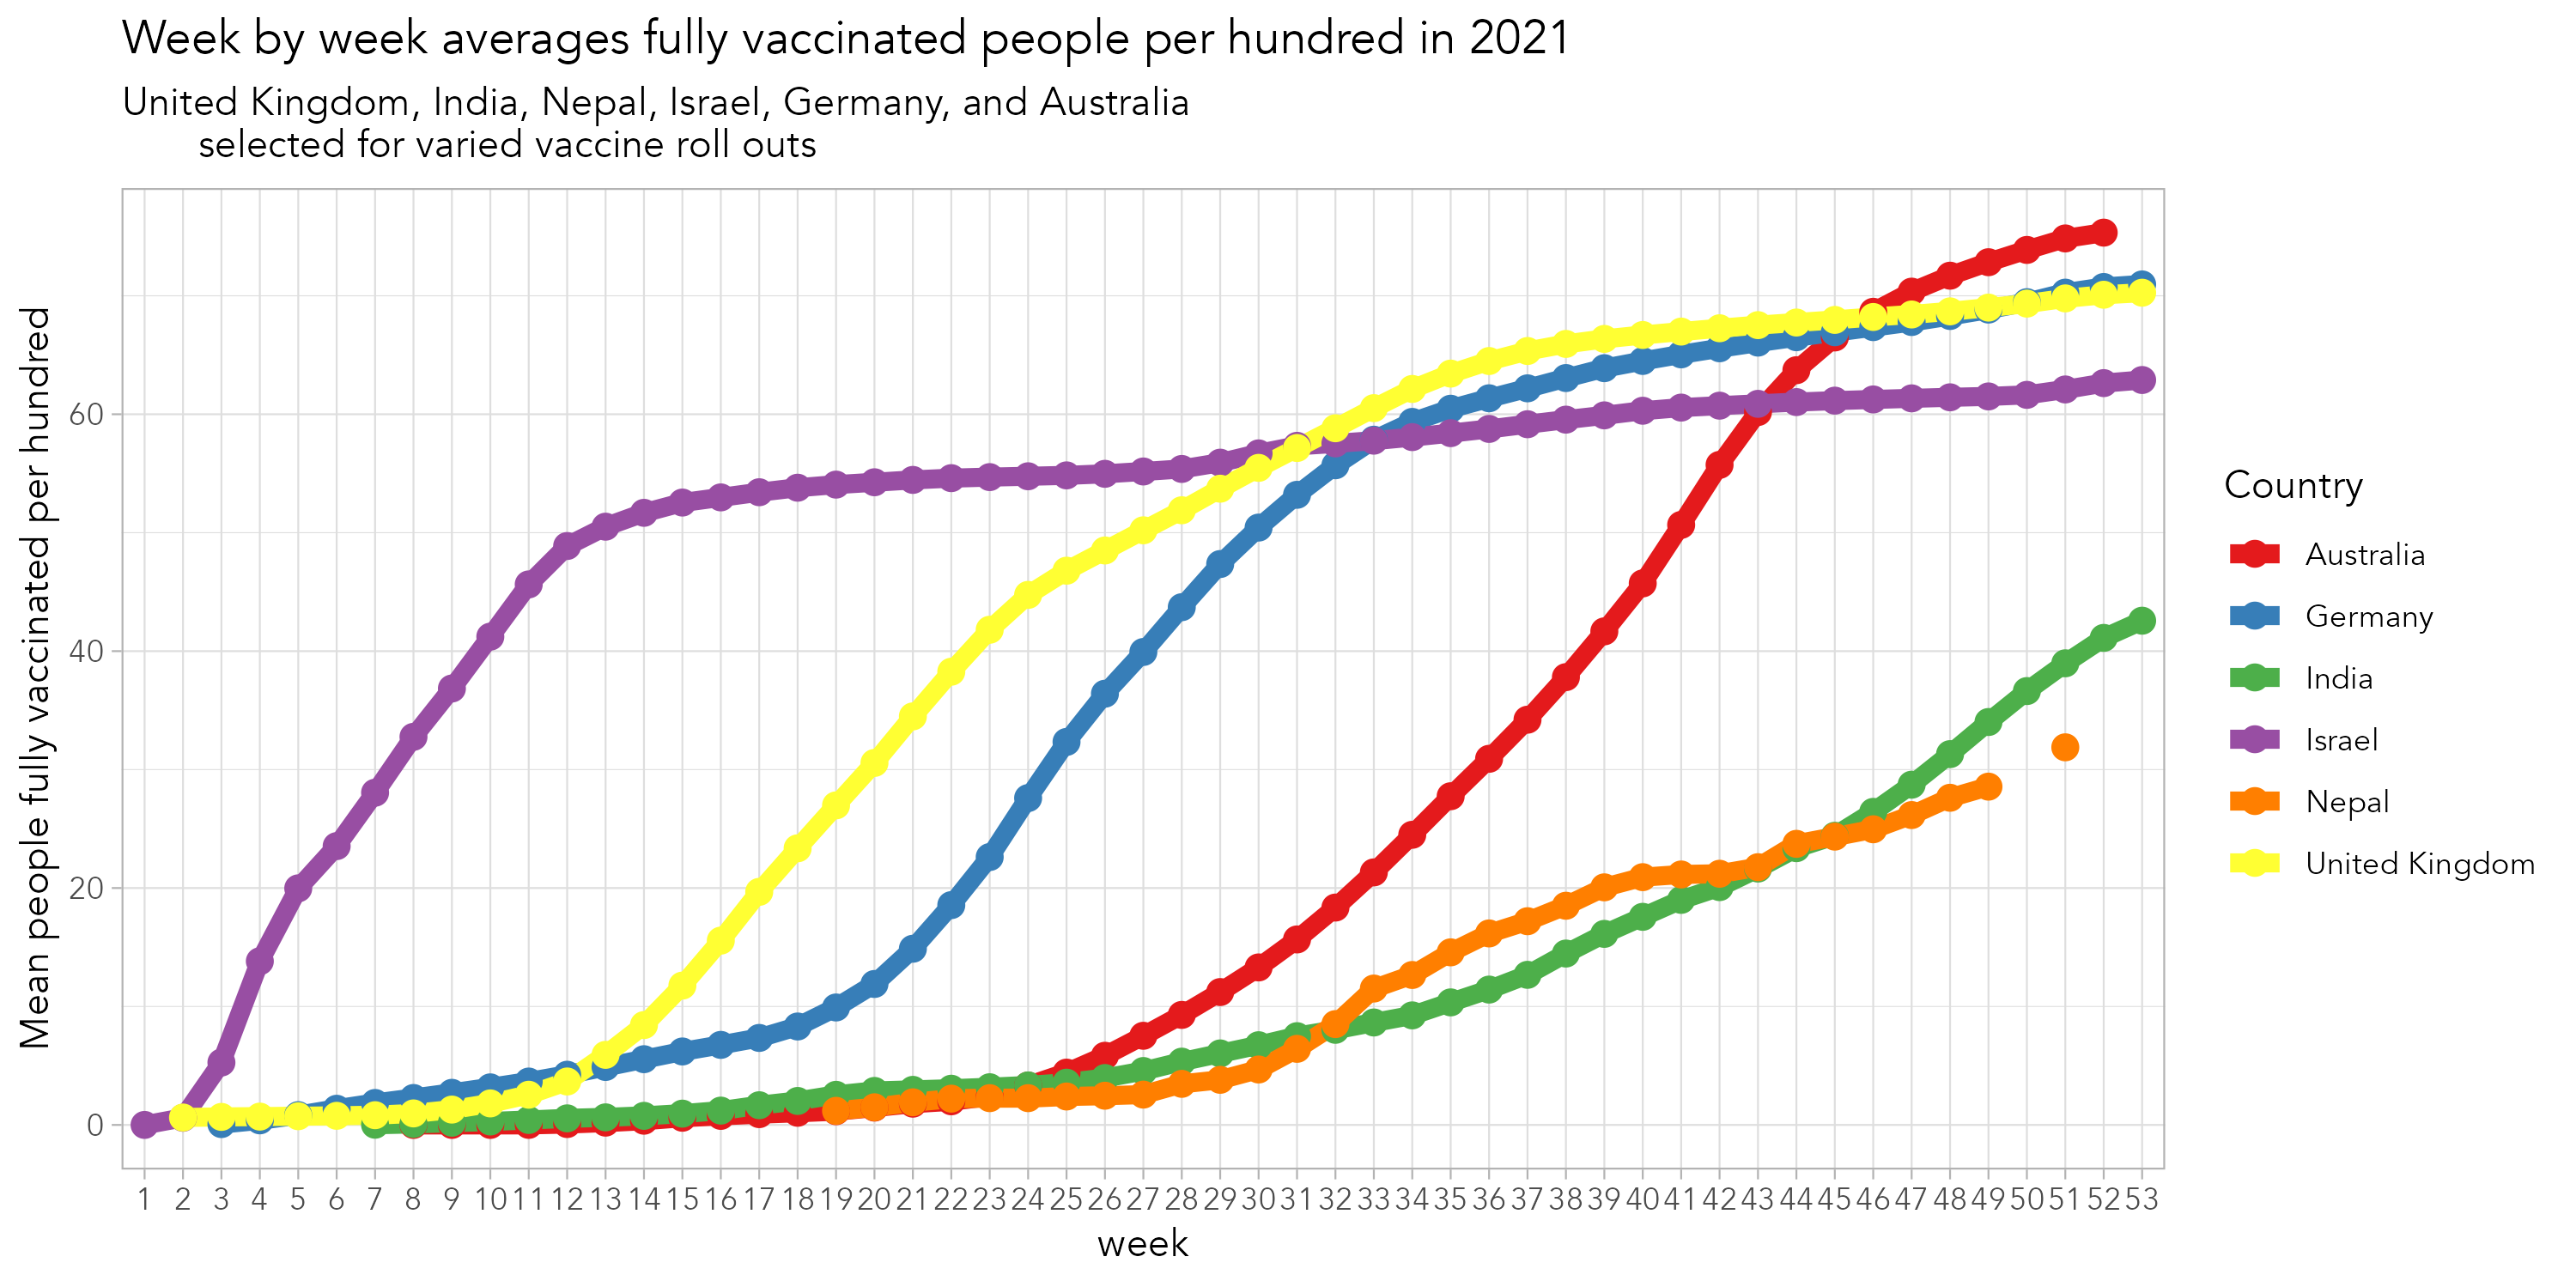 Week by week averages fully vaccinated people per hundred in 2021
United Kingdom, India, Nepal, Israel, Germany, and Australia
selected for varied vaccine roll outs
Mean people fully vaccinated per hundred
60
40
20
0
1 2 3 4 5 6 7 8 9 10 11 12 13 14 15 16 17 18 19 20 21 22 23 24 25 26 27 28 29 30 31 32 33 34 35 36 37 38 39 40 41 42 43 44 45 46 47 48 49 50 51 52 53
week
Country
Australia
Germany
India
Israel
Nepal
United Kingdom